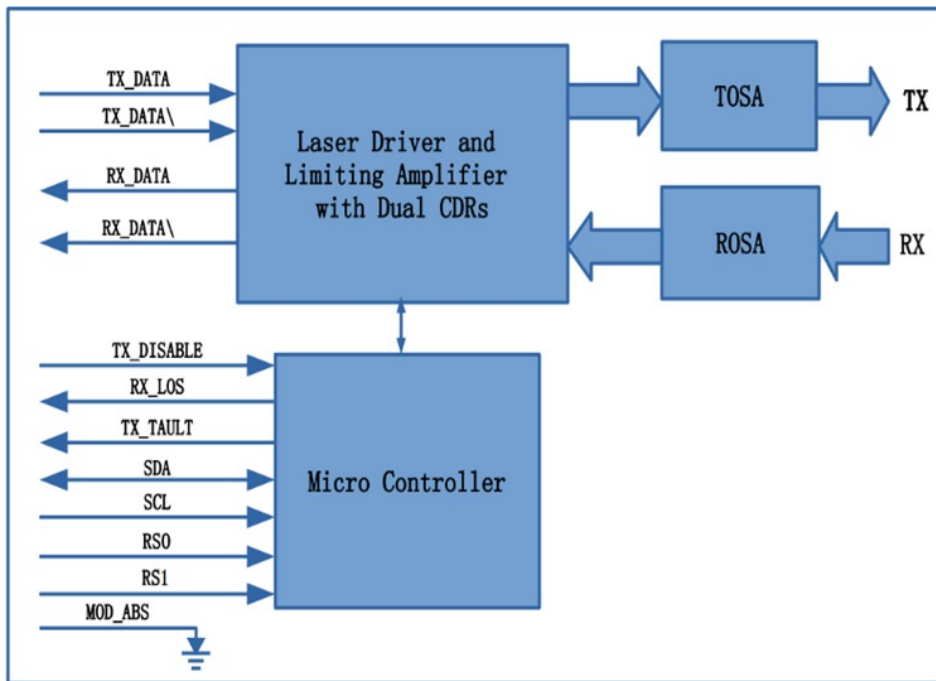 TX_DATA
TX_DATA\
RX_DATA
RX_DATA\
Laser Driver and
Limiting Amplifier
with Dual CDRs
TOSA
TX
ROSA
RX
TX_DISABLE
RX_LOS
TX_TAULT
SDA
SCL
RS0
RS1
MOD_ABS
Micro Controller